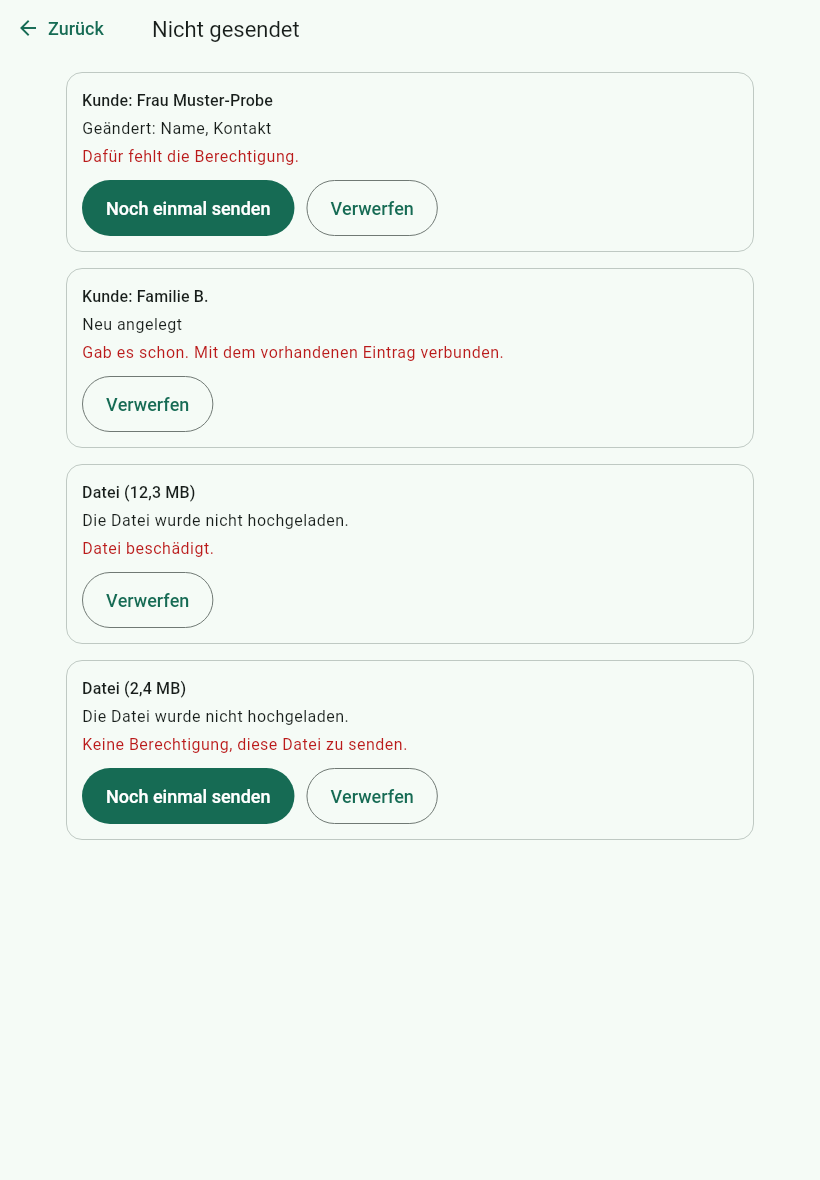 Zurück
Nicht gesendet
Kunde: Frau Muster-Probe
Geändert: Name, Kontakt
Dafür fehlt die Berechtigung.
Noch einmal senden
Verwerfen
Kunde: Familie B.
Neu angelegt
Gab es schon. Mit dem vorhandenen Eintrag verbunden.
Verwerfen
Datei (12,3 MB)
Die Datei wurde nicht hochgeladen.
Datei beschädigt.
Verwerfen
Datei (2,4 MB)
Die Datei wurde nicht hochgeladen.
Keine Berechtigung, diese Datei zu senden.
Noch einmal senden
Verwerfen